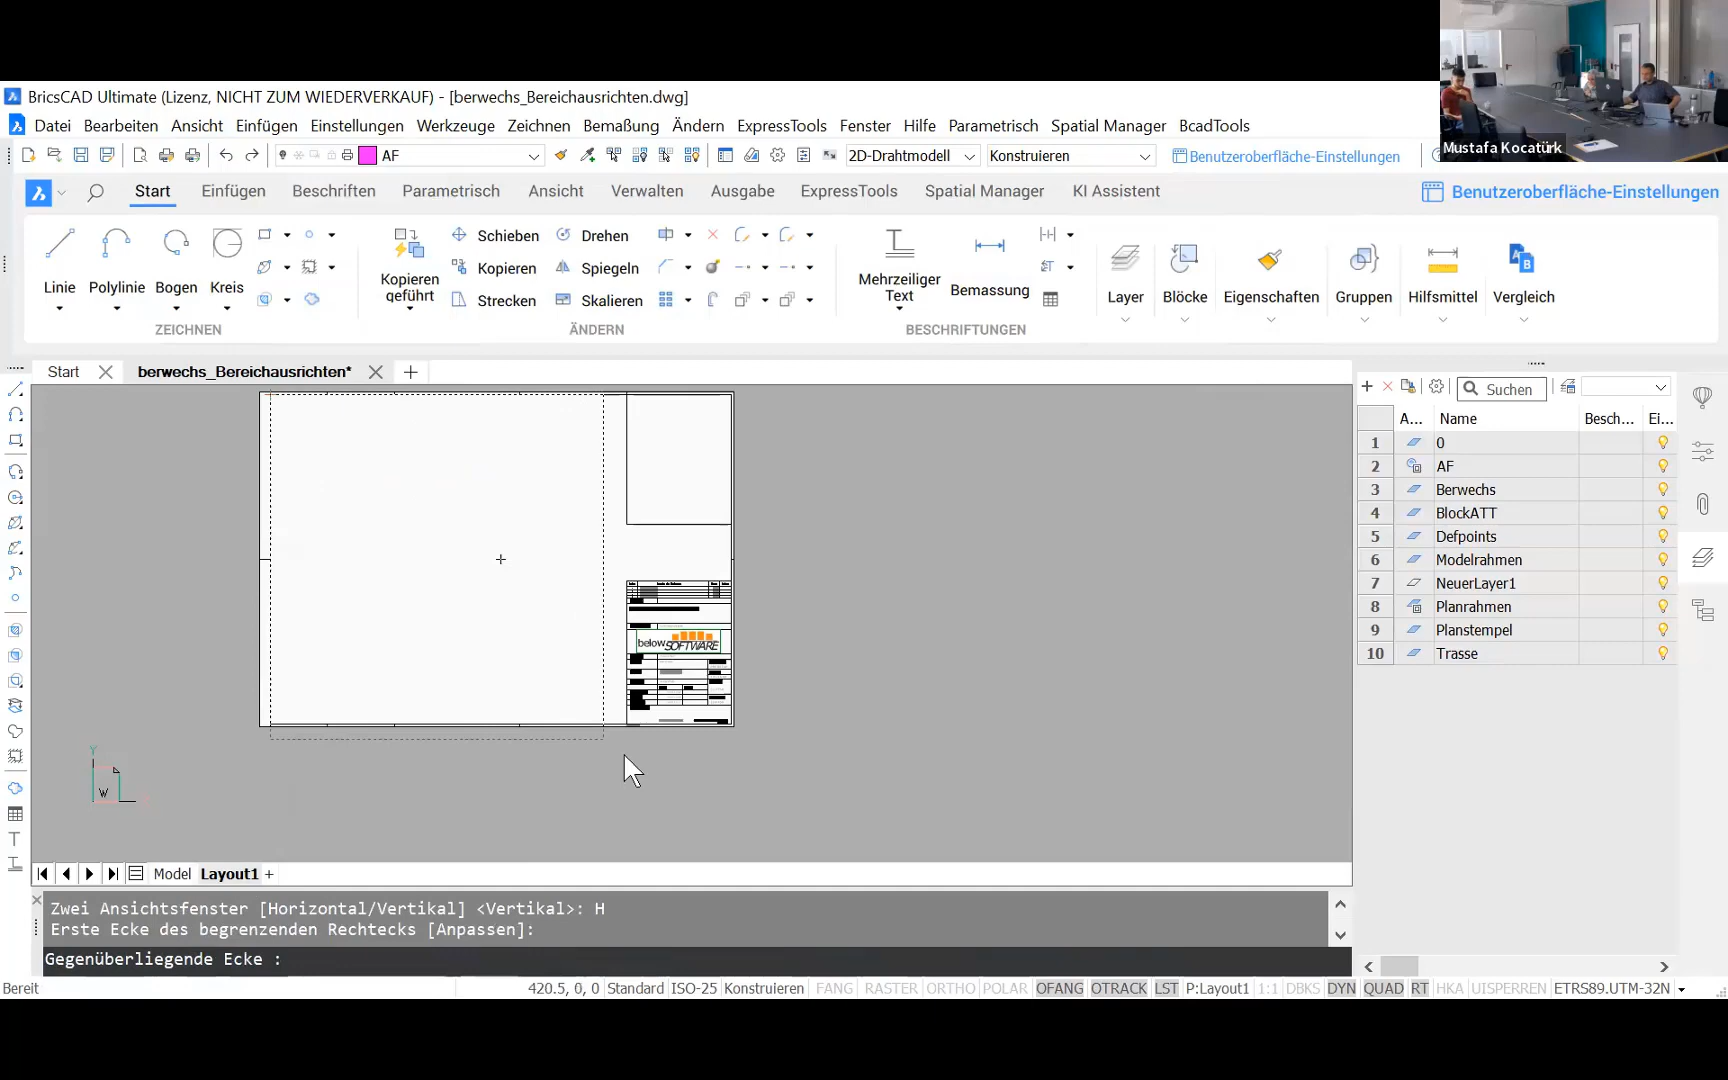 BricsCAD Ultimate (Lizenz, NICHT ZUM WIEDERVERKAUF) - [berwechs_Bereichausrichten.dwg]
Mustafa Kocatürk
Datei Bearbeiten Ansicht Einfügen Einstellungen Werkzeuge Zeichnen Bemaßung Ändern ExpressTools Fenster Hilfe Parametrisch Spatial Manager BcadTools
AF 2D-Drahtmodell Konstruieren Benutzeroberfläche-Einstellungen
Start Einfügen Beschriften Parametrisch Ansicht Verwalten Ausgabe ExpressTools Spatial Manager KI Assistent Benutzeroberfläche-Einstellungen
Linie Polylinie Bogen Kreis
Kopieren geführt
Schieben Drehen
Kopieren Spiegeln
Strecken Skalieren
Mehrzeiliger Text
Bemassung
Layer Blöcke Eigenschaften Gruppen Hilfsmittel Vergleich
ZEICHNEN ÄNDERN BESCHRIFTUNGEN
Start berwechs_Bereichausrichten*
Suchen
A... Name Besch... Ei...
1 0
2 AF
3 Berwechs
4 BlockATT
5 Defpoints
6 Modelrahmen
7 NeuerLayer1
8 Planrahmen
9 Planstempel
10 Trasse
below SOFTWARE
Y
W
Model Layout1 +
Zwei Ansichtsfenster [Horizontal/Vertikal] <Vertikal>: H
Erste Ecke des begrenzenden Rechtecks [Anpassen]:
Gegenüberliegende Ecke :
Bereit 420.5, 0, 0 Standard ISO-25 Konstruieren FANG RASTER ORTHO POLAR OFANG OTRACK LST P:Layout1 1:1 DBKS DYN QUAD RT HKA UISPERREN ETRS89.UTM-32N